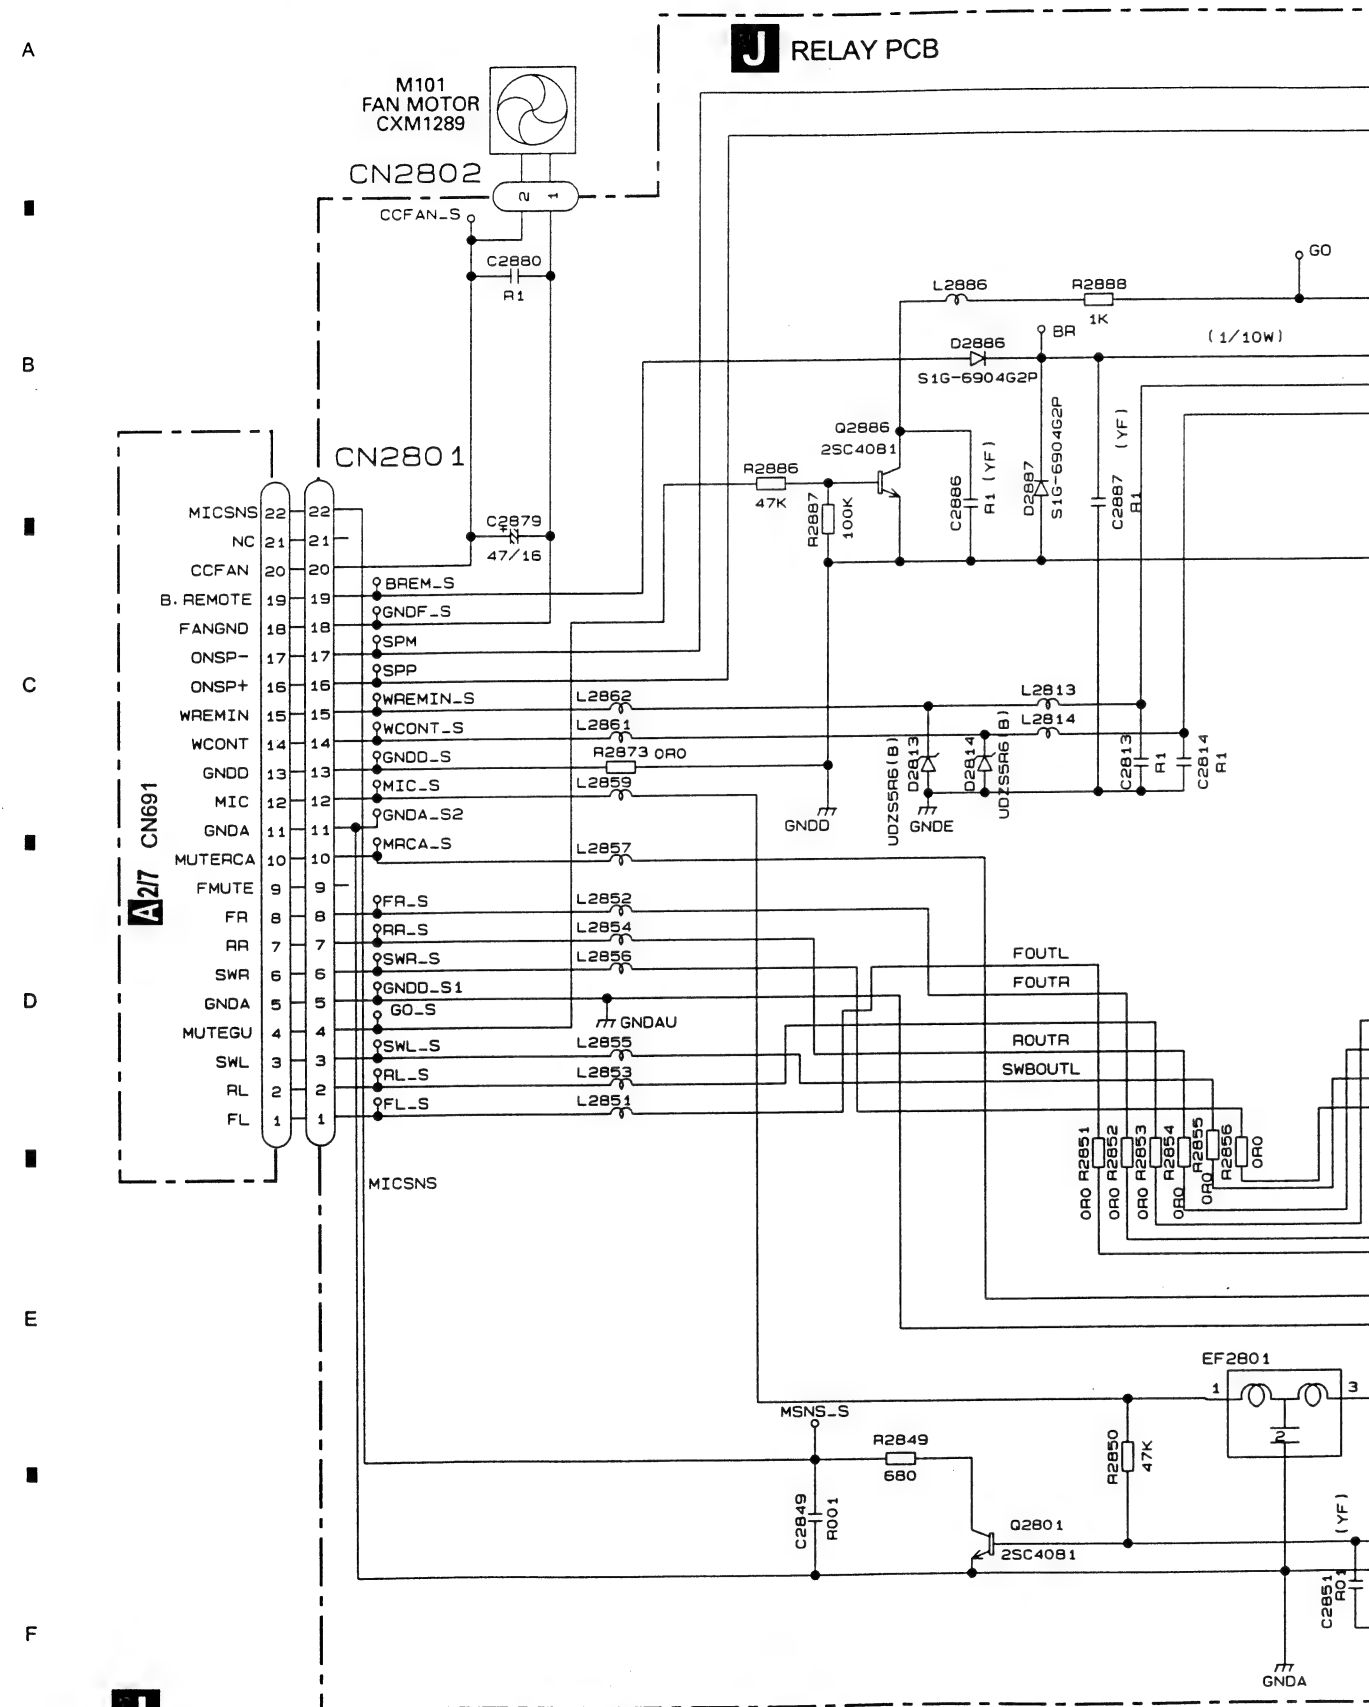 A
J RELAY PCB
M101
FAN MOTOR
CXM1289
CN2802
2 1
CCFAN_S
C2880
R1
GO
L2886
R2888
1K
BR
(1/10W)
B
D2886
S1G-6904G2P
Q2886
2SC4081
C2886
R1 (YF)
D2887
S1G-6904G2P
C2887
R1
(YF)
CN2801
R2886
47K
R2887
100K
C2879
+
47/16
MICSNS 22 22
NC 21 21
CCFAN 20 20
B.REMOTE 19 19 BREM_S
FANGND 18 18 GNDF_S
ONSP- 17 17 SPM
C
ONSP+ 16 16 SPP
WREMIN 15 15 WREMIN_S L2862 L2813
WCONT 14 14 WCONT_S L2861 L2814
GNDD 13 13 GNDD_S R2873 0R0
MIC 12 12 MIC_S L2859
GNDA 11 11 GNDA_S2
MUTERCA 10 10 MRCA_S L2857
FMUTE 9 9
FR 8 8 FR_S L2852
RR 7 7 RR_S L2854
SWR 6 6 SWR_S L2856
D
GNDA 5 5 GNDD_S1
MUTEGU 4 4 GO_S
SWL 3 3 SWL_S L2855
RL 2 2 RL_S L2853
FL 1 1 FL_S L2851
A 2/7 CN691
UDZS5R6(B)
D2813
D2814
UDZS5R6(B)
C2813
R1
C2814
R1
GNDD
GNDE
GNDAU
FOUTL
FOUTR
ROUTR
SWBOUTL
0R0 R2851
0R0 R2852
0R0 R2853
0R0 R2854
0R0 R2855
R2856
0R0
MICSNS
E
EF2801
1 3
2
MSNS_S
R2849
680
R2850
47K
C2849
R001
Q2801
2SC4081
(YF)
C2851
R01
F
GNDA